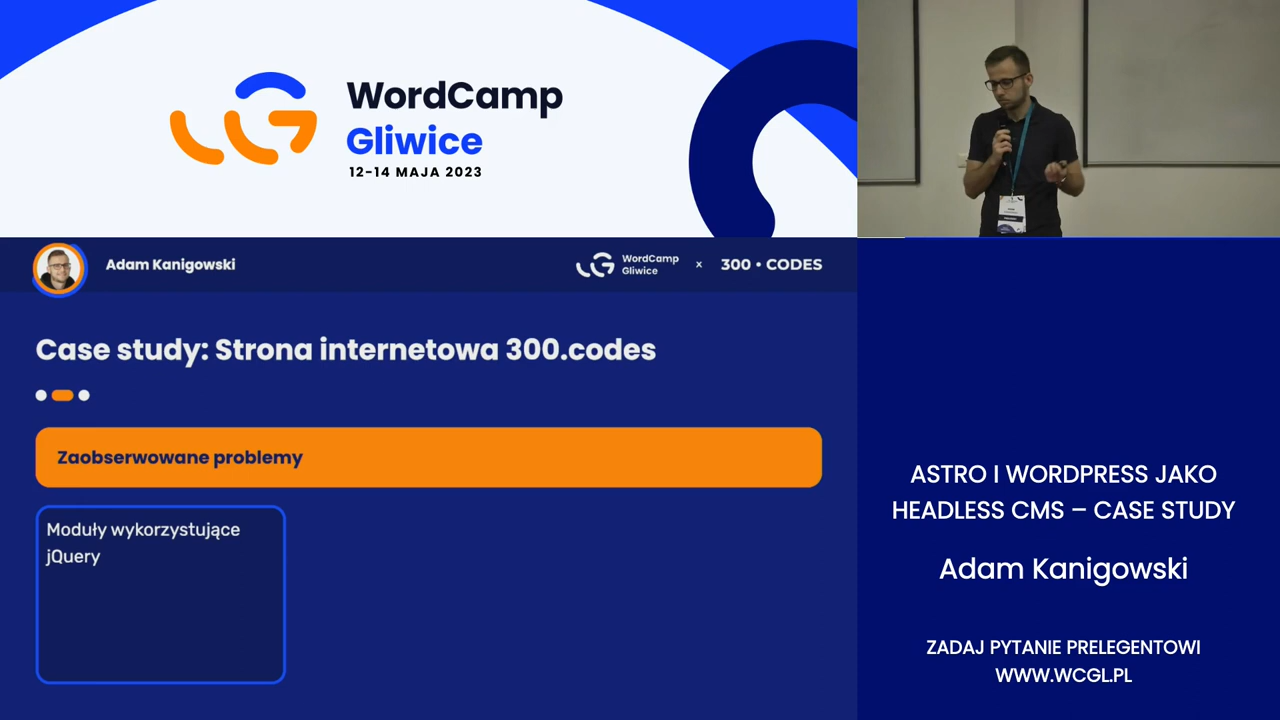 WordCamp
Gliwice
12-14 MAJA 2023
Adam Kanigowski
WordCamp
Gliwice
x
300 • CODES
Case study: Strona internetowa 300.codes
Zaobserwowane problemy
Moduły wykorzystujące
jQuery
ASTRO I WORDPRESS JAKO
HEADLESS CMS – CASE STUDY
Adam Kanigowski
ZADAJ PYTANIE PRELEGENTOWI
WWW.WCGL.PL